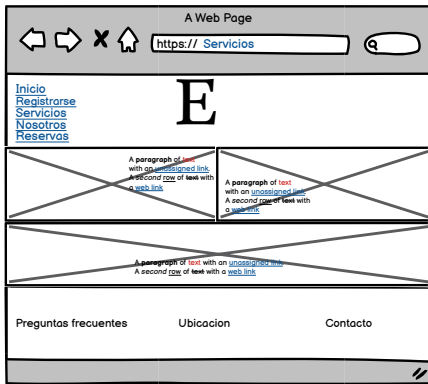 A Web Page
https:// Servicios
Inicio
Registrarse
Servicios
Nosotros
Reservas
E
A paragraph of text
with an unassigned link.
A second row of text with
a web link
A paragraph of text
with an unassigned link.
A second row of text with
a web link
A paragraph of text with an unassigned link.
A second row of text with a web link
Preguntas frecuentes
Ubicacion
Contacto